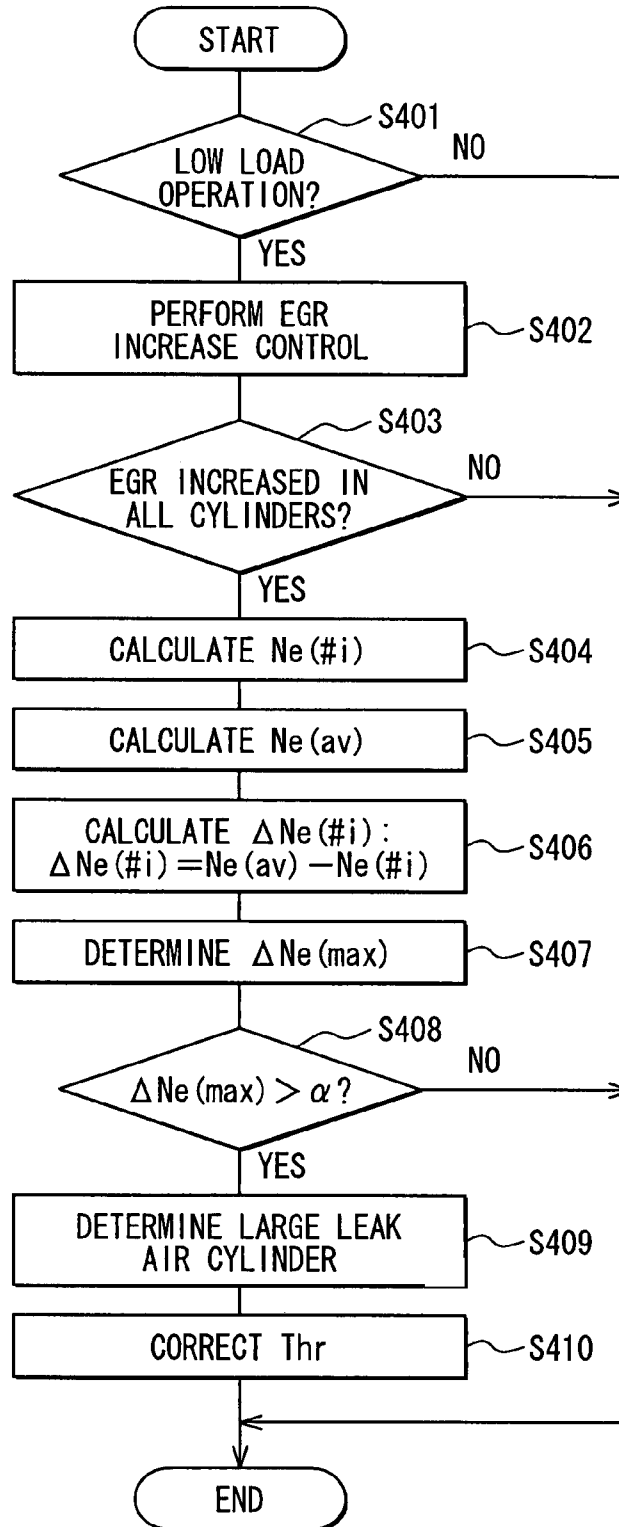 START
S401
LOW LOAD
OPERATION?
NO
YES
PERFORM EGR
INCREASE CONTROL
S402
S403
EGR INCREASED IN
ALL CYLINDERS?
NO
YES
CALCULATE Ne(#i)
S404
CALCULATE Ne(av)
S405
CALCULATE ΔNe(#i):
ΔNe(#i)=Ne(av)−Ne(#i)
S406
DETERMINE ΔNe(max)
S407
S408
ΔNe(max)>α?
NO
YES
DETERMINE LARGE LEAK
AIR CYLINDER
S409
CORRECT Thr
S410
END